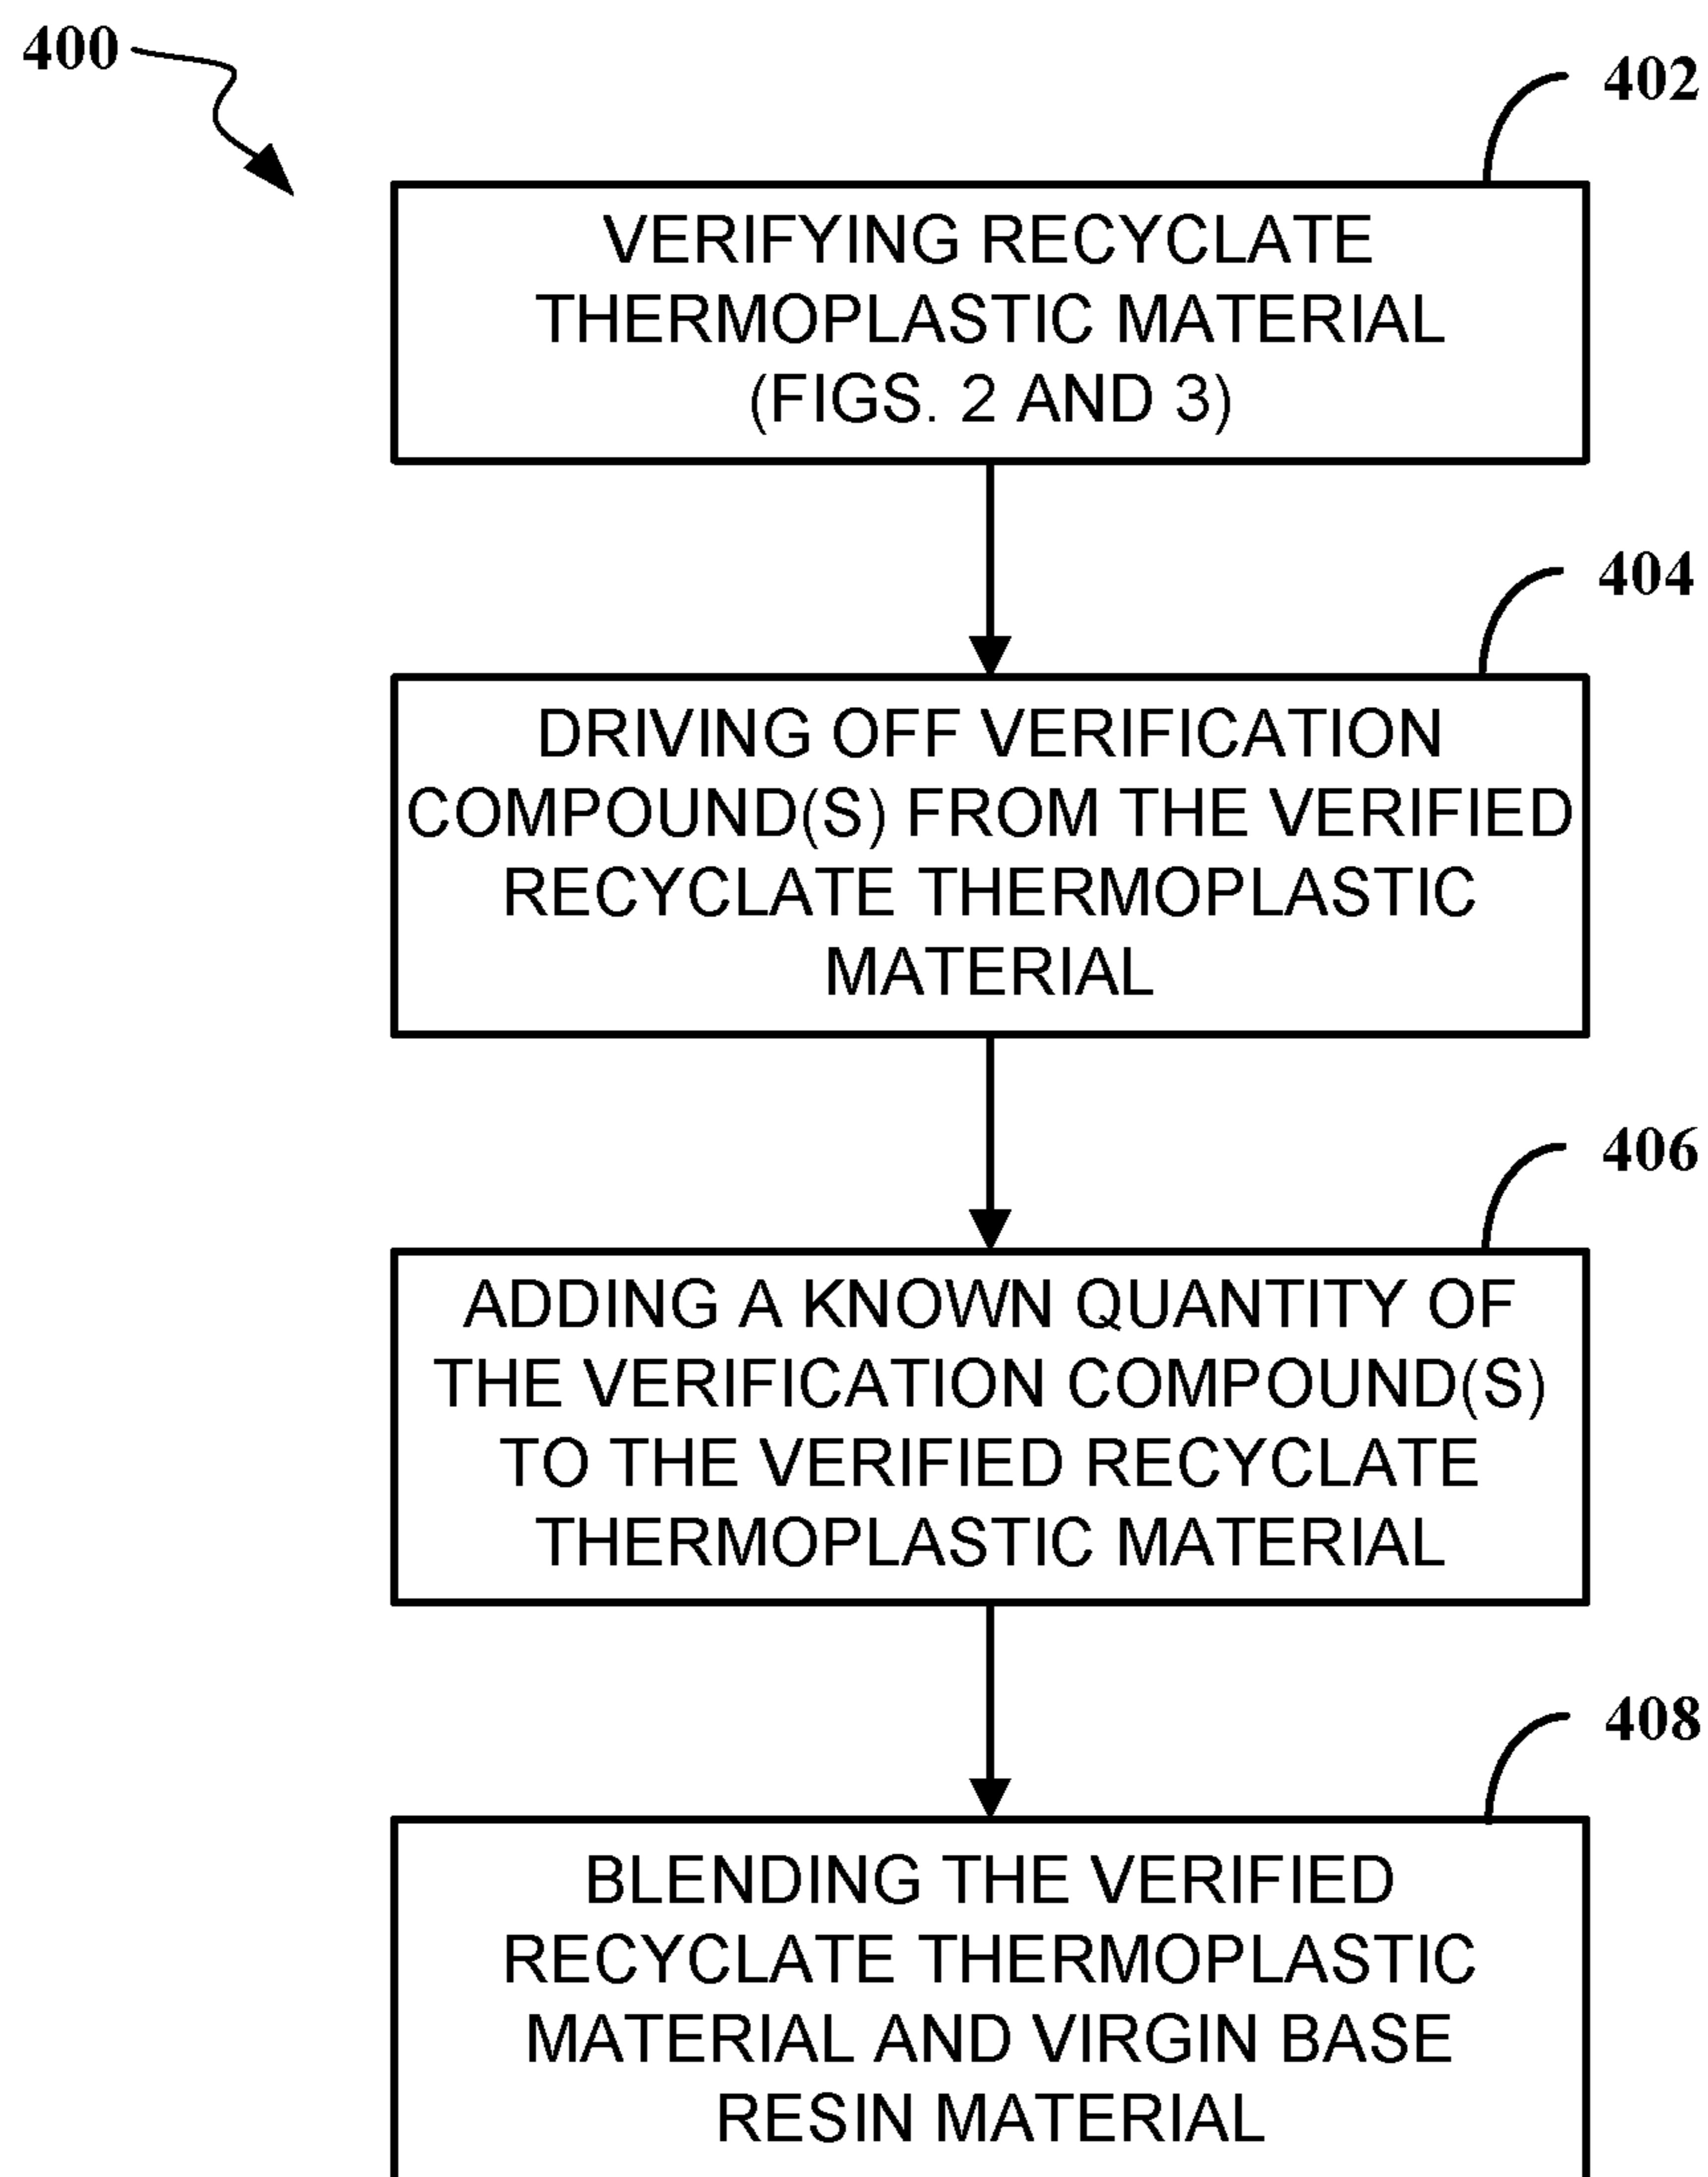 400
402
VERIFYING RECYCLATE
THERMOPLASTIC MATERIAL
(FIGS. 2 AND 3)
404
DRIVING OFF VERIFICATION
COMPOUND(S) FROM THE VERIFIED
RECYCLATE THERMOPLASTIC
MATERIAL
406
ADDING A KNOWN QUANTITY OF
THE VERIFICATION COMPOUND(S)
TO THE VERIFIED RECYCLATE
THERMOPLASTIC MATERIAL
408
BLENDING THE VERIFIED
RECYCLATE THERMOPLASTIC
MATERIAL AND VIRGIN BASE
RESIN MATERIAL